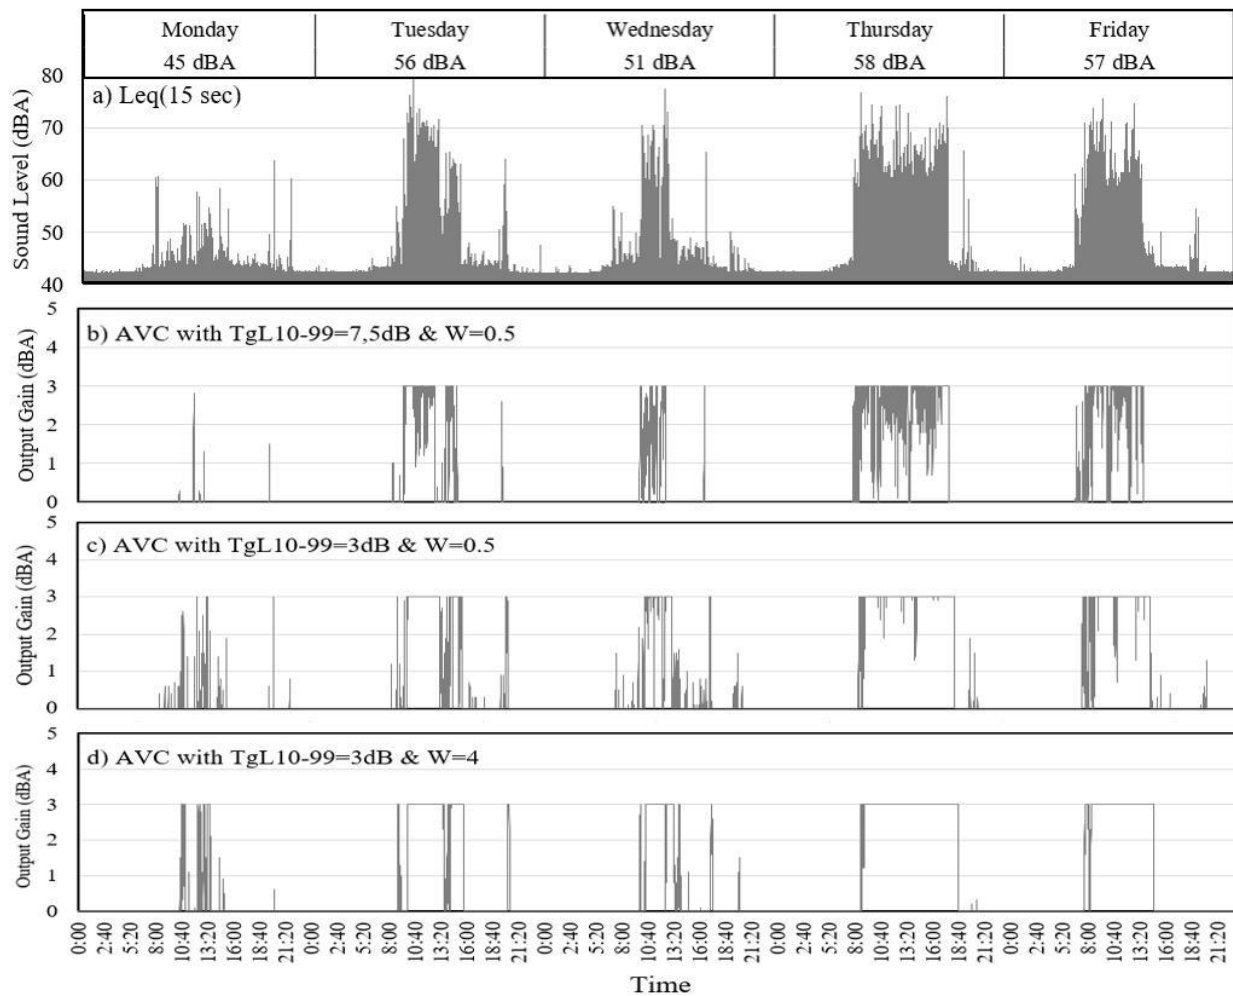 Monday Tuesday Wednesday Thursday Friday
45 dBA 56 dBA 51 dBA 58 dBA 57 dBA
a) Leq(15 sec)
Sound Level (dBA)
80
70
60
50
40
b) AVC with TgL10-99=7,5dB & W=0.5
Output Gain (dBA)
5
4
3
2
1
0
c) AVC with TgL10-99=3dB & W=0.5
Output Gain (dBA)
5
4
3
2
1
0
d) AVC with TgL10-99=3dB & W=4
Output Gain (dBA)
5
4
3
2
1
0
0:00 2:40 5:20 8:00 10:40 13:20 16:00 18:40 21:20 0:00 2:40 5:20 8:00 10:40 13:20 16:00 18:40 21:20 0:00 2:40 5:20 8:00 10:40 13:20 16:00 18:40 21:20 0:00 2:40 5:20 8:00 10:40 13:20 16:00 18:40 21:20 0:00 2:40 5:20 8:00 10:40 13:20 16:00 18:40 21:20
Time